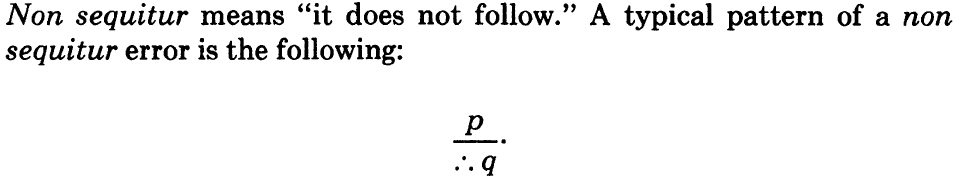 Non sequitur means “it does not follow.” A typical pattern of a non
sequitur error is the following:
p
∴ q.